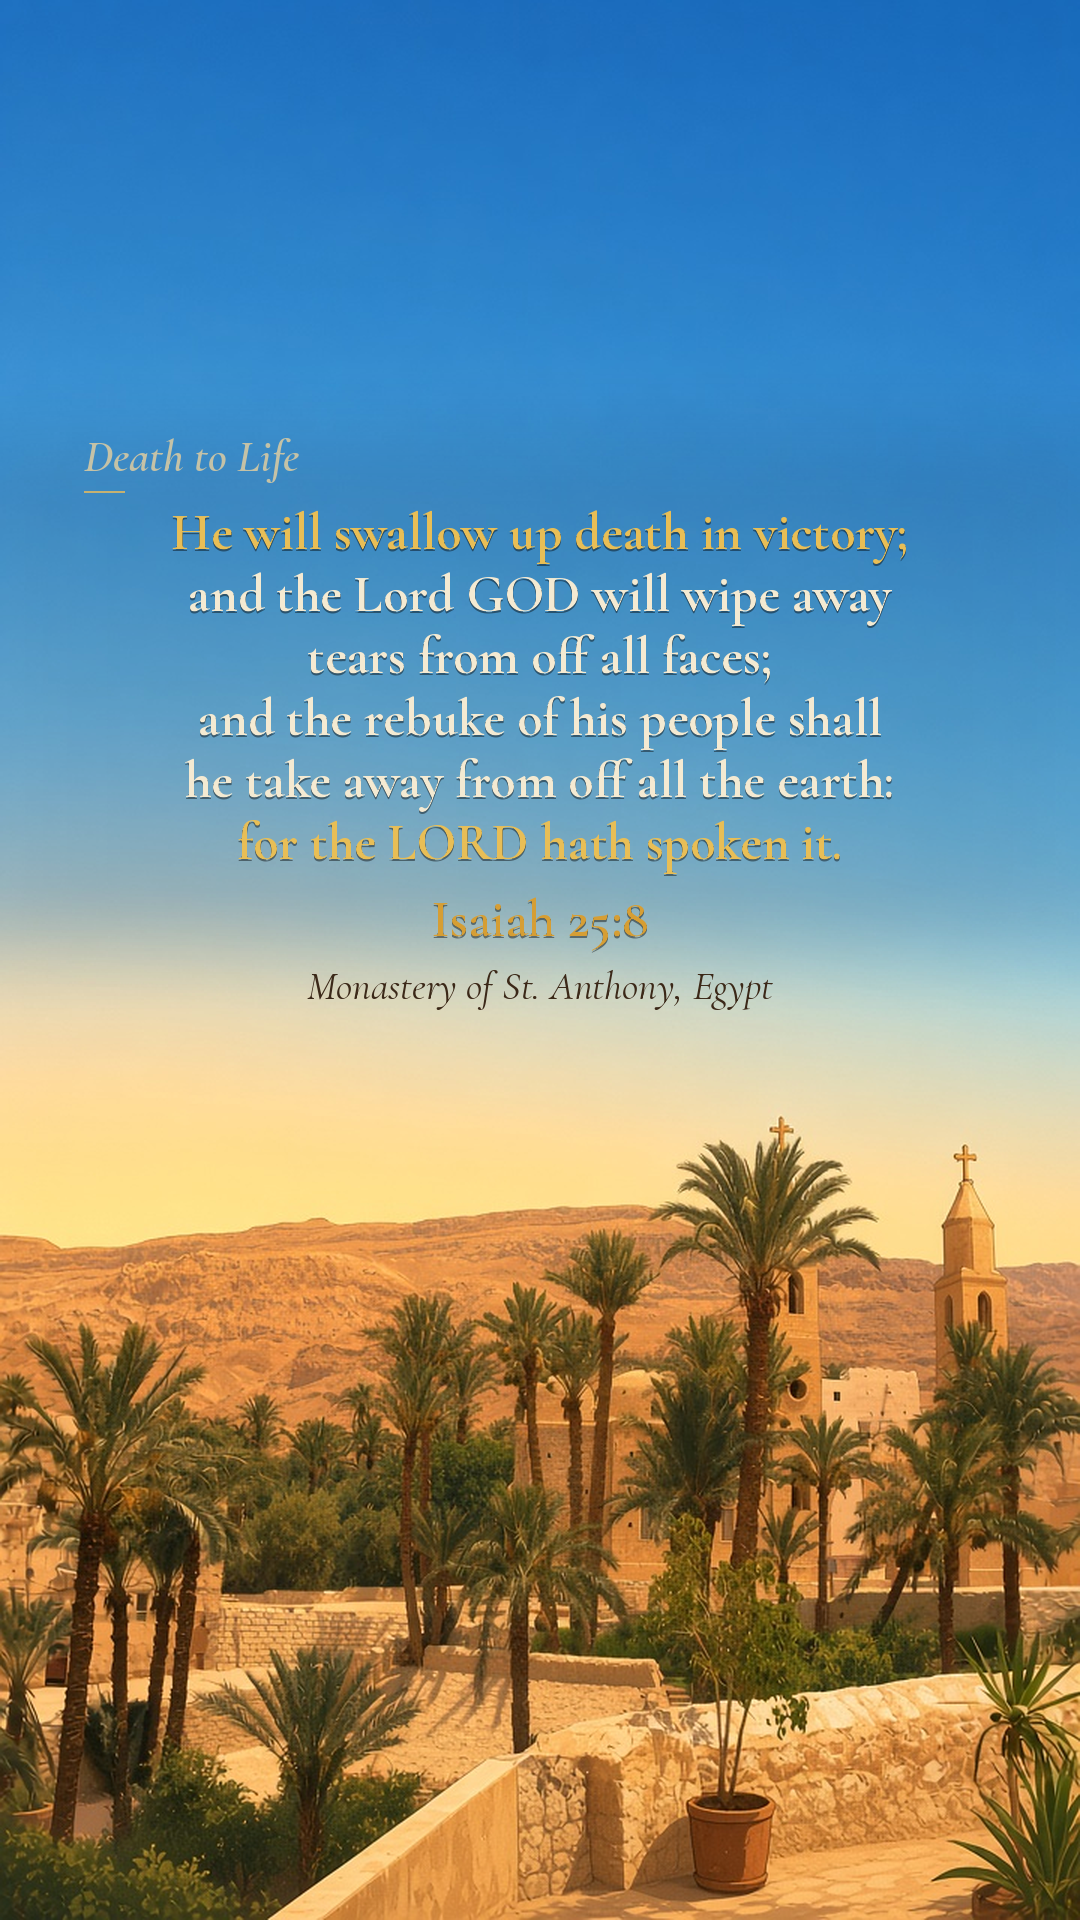 Death to Life
He will swallow up death in victory;
and the Lord GOD will wipe away
tears from off all faces;
and the rebuke of his people shall
he take away from off all the earth:
for the LORD hath spoken it.
Isaiah 25:8
Monastery of St. Anthony, Egypt